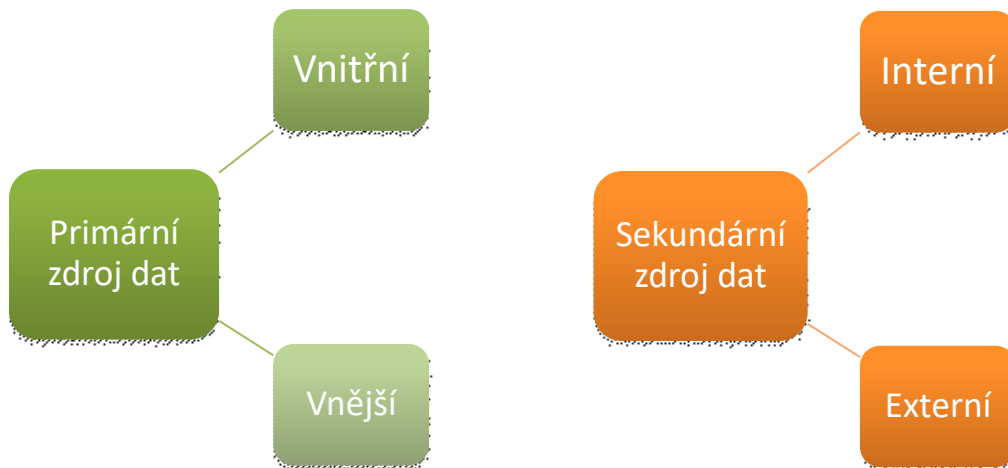 Vnitřní
Primární
zdroj dat
Vnější
Interní
Sekundární
zdroj dat
Externí